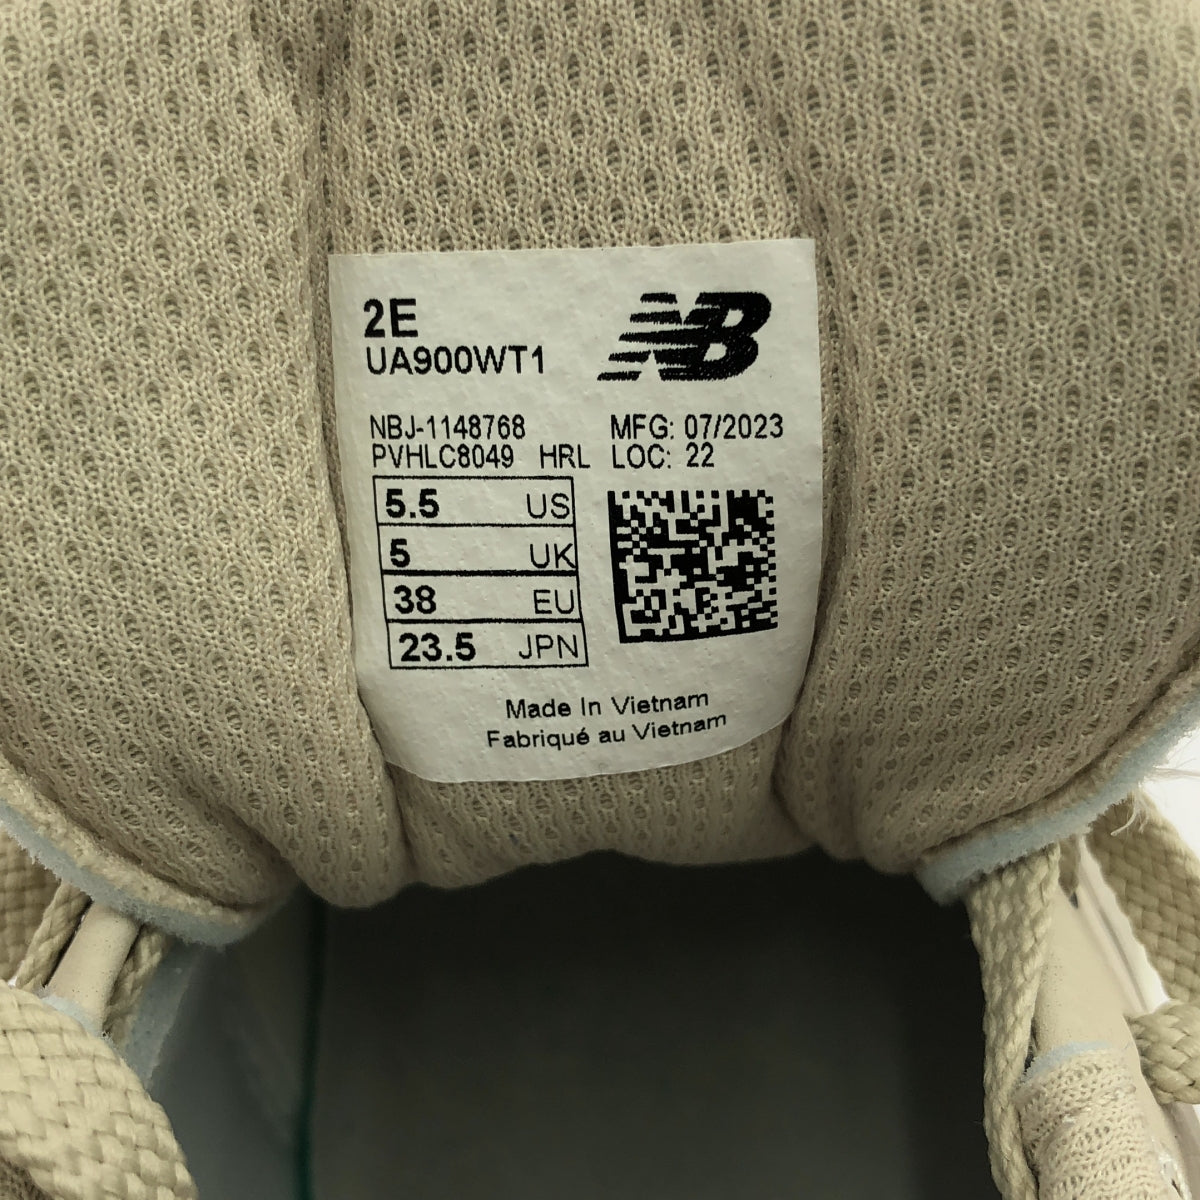 2E
UA900WT1
NB
NBJ-1148768 MFG: 07/2023
PVHLC8049 HRL LOC: 22
5.5 US
5 UK
38 EU
23.5 JPN
Made In Vietnam
Fabriqué au Vietnam